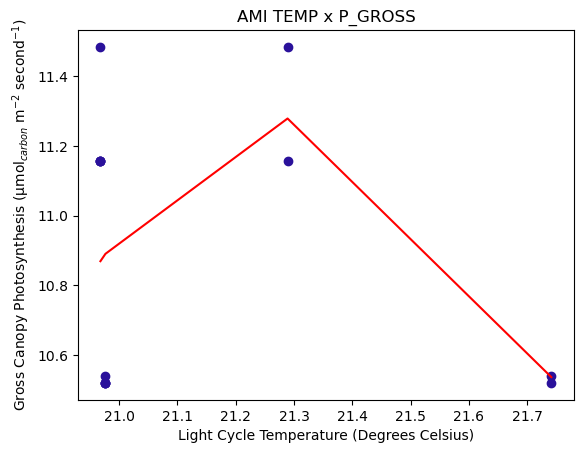 AMI TEMP x P_GROSS
Gross Canopy Photosynthesis (μmol_carbon m⁻² second⁻¹)
11.4
11.2
11.0
10.8
10.6
21.0 21.1 21.2 21.3 21.4 21.5 21.6 21.7
Light Cycle Temperature (Degrees Celsius)